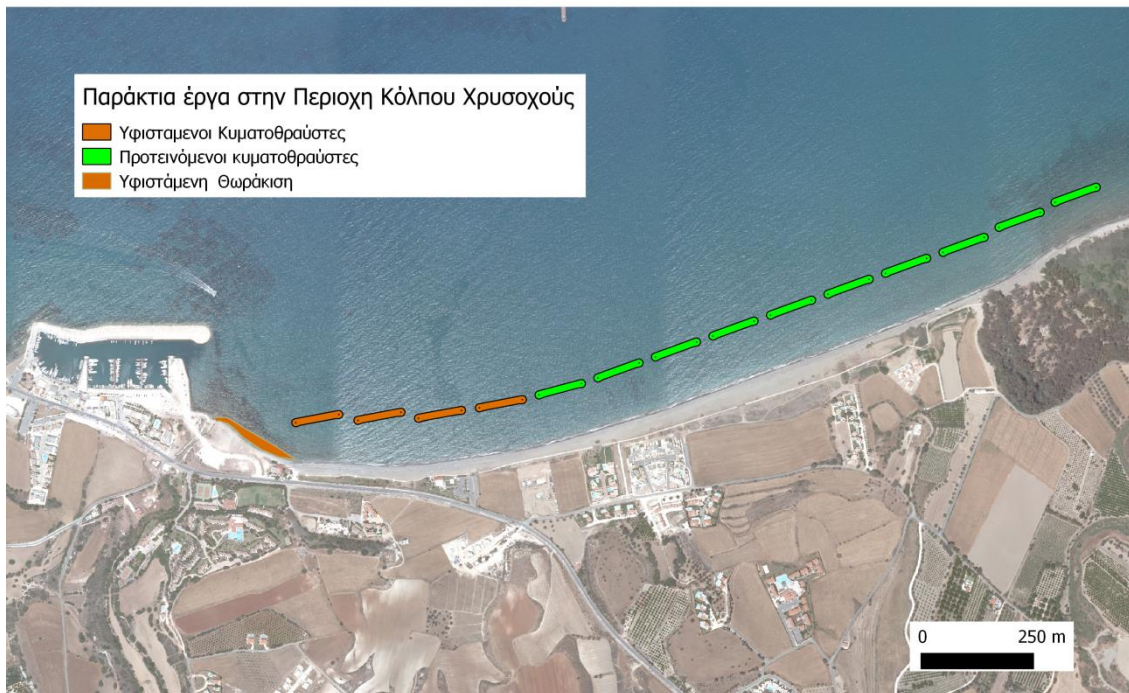 Παράκτια έργα στην Περιοχη Κόλπου Χρυσοχούς
Υφισταμενοι Κυματοθραύστες
Προτεινόμενοι κυματοθραύστες
Υφιστάμενη Θωράκιση
0 250 m